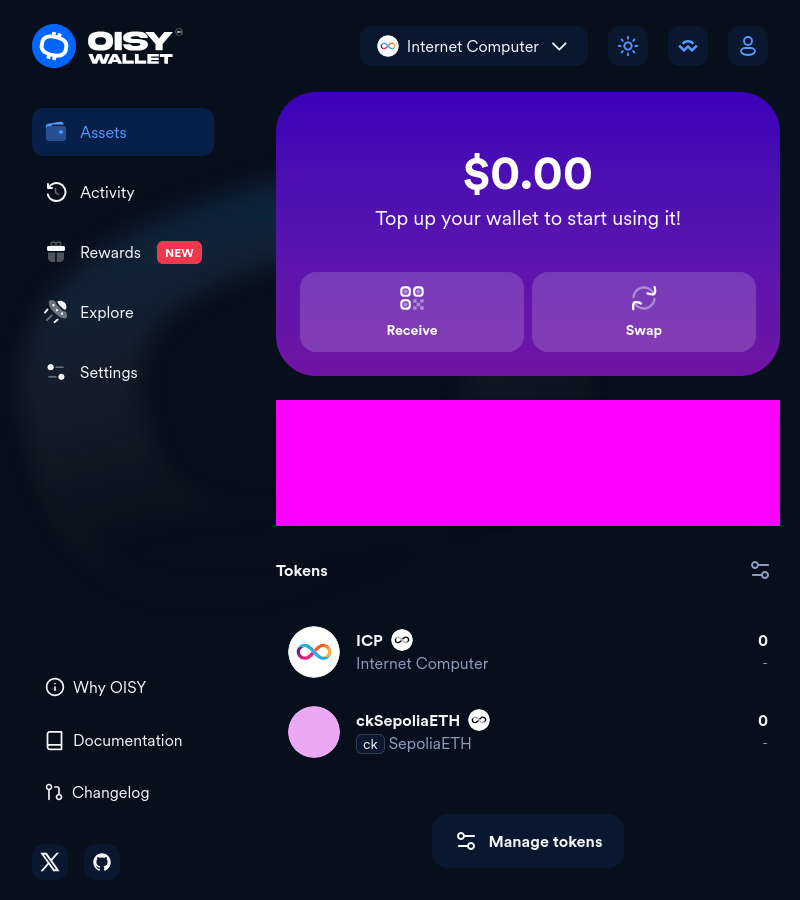 OISY
WALLET
Internet Computer
Assets
Activity
Rewards NEW
Explore
Settings
$0.00
Top up your wallet to start using it!
Receive
Swap
Tokens
ICP 0
Internet Computer -
ckSepoliaETH 0
ck SepoliaETH -
Manage tokens
Why OISY
Documentation
Changelog